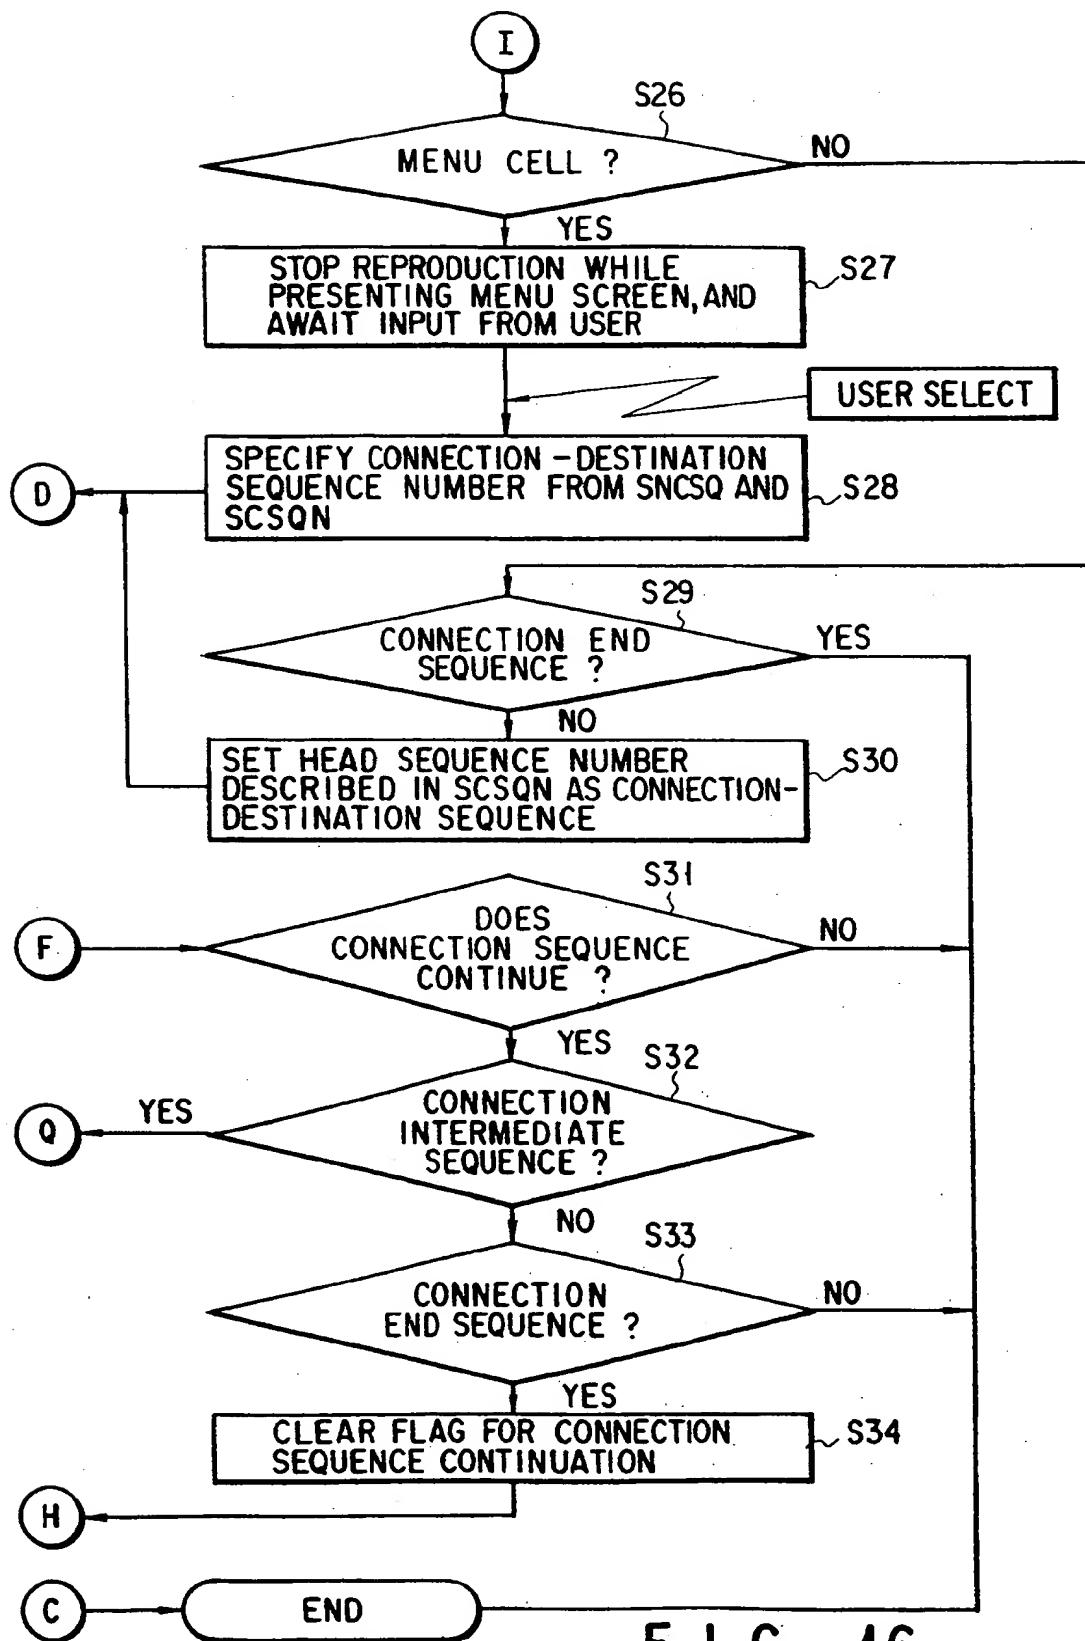 I
S26
MENU CELL ?
NO
YES
STOP REPRODUCTION WHILE
PRESENTING MENU SCREEN, AND
AWAIT INPUT FROM USER
S27
USER SELECT
SPECIFY CONNECTION-DESTINATION
SEQUENCE NUMBER FROM SNCSQ AND
SCSQN
S28
D
S29
CONNECTION END
SEQUENCE ?
YES
NO
SET HEAD SEQUENCE NUMBER
DESCRIBED IN SCSQN AS CONNECTION-
DESTINATION SEQUENCE
S30
S31
F
DOES
CONNECTION SEQUENCE
CONTINUE ?
NO
YES
S32
Q
YES
CONNECTION
INTERMEDIATE
SEQUENCE ?
NO
S33
CONNECTION
END SEQUENCE ?
NO
YES
CLEAR FLAG FOR CONNECTION
SEQUENCE CONTINUATION
S34
H
C
END
FIG. 46